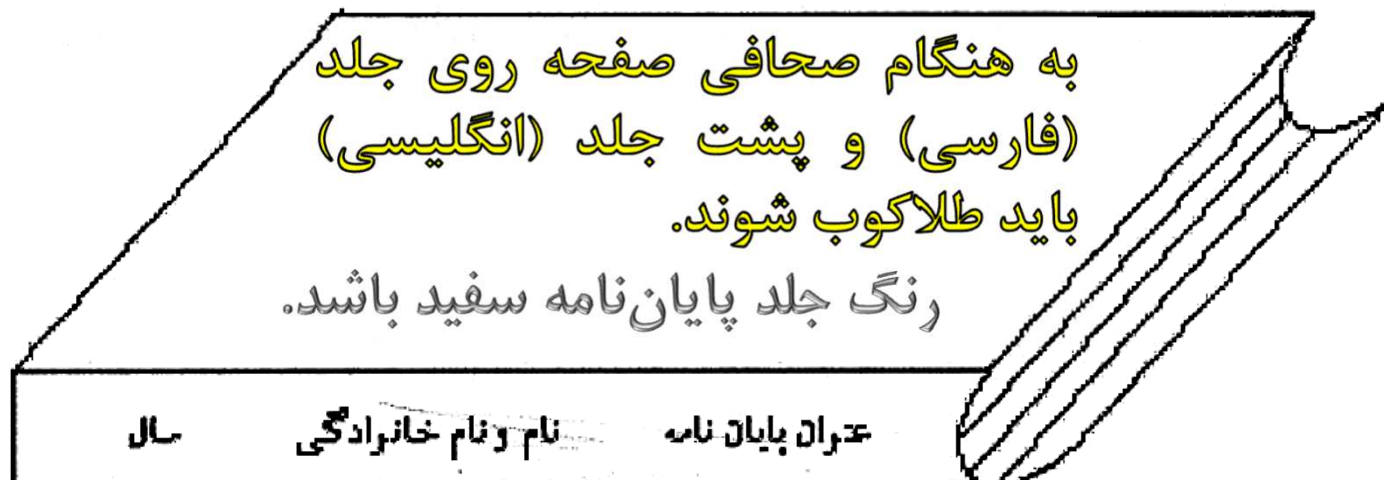 به هنگام صحافی صفحه روی جلد
(فارسی) و پشت جلد (انگلیسی)
باید طلاکوب شوند.
رنگ جلد پایان‌نامه سفید باشد.
عنوان پایان نامه نام و نام خانوادگی سال